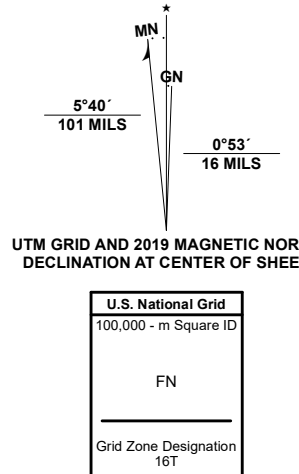 ★
MN
GN
5°40´
101 MILS
0°53´
16 MILS
UTM GRID AND 2019 MAGNETIC NOR
DECLINATION AT CENTER OF SHEE
U.S. National Grid
100,000 - m Square ID
FN
Grid Zone Designation
16T